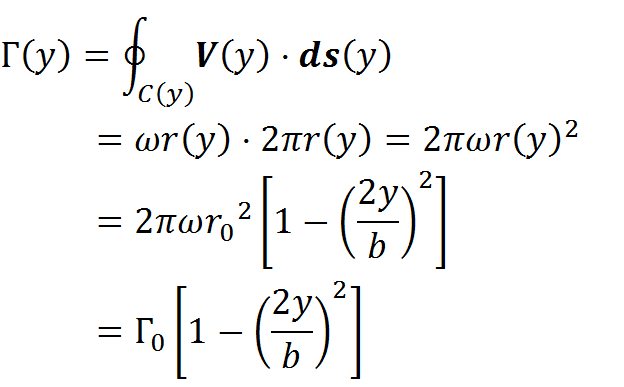 Γ(y) = ∮_{C(y)} 𝑽(y) · 𝒅𝒔(y)
= ωr(y) · 2πr(y) = 2πωr(y)²
= 2πωr₀² [1 − (2y/b)²]
= Γ₀ [1 − (2y/b)²]